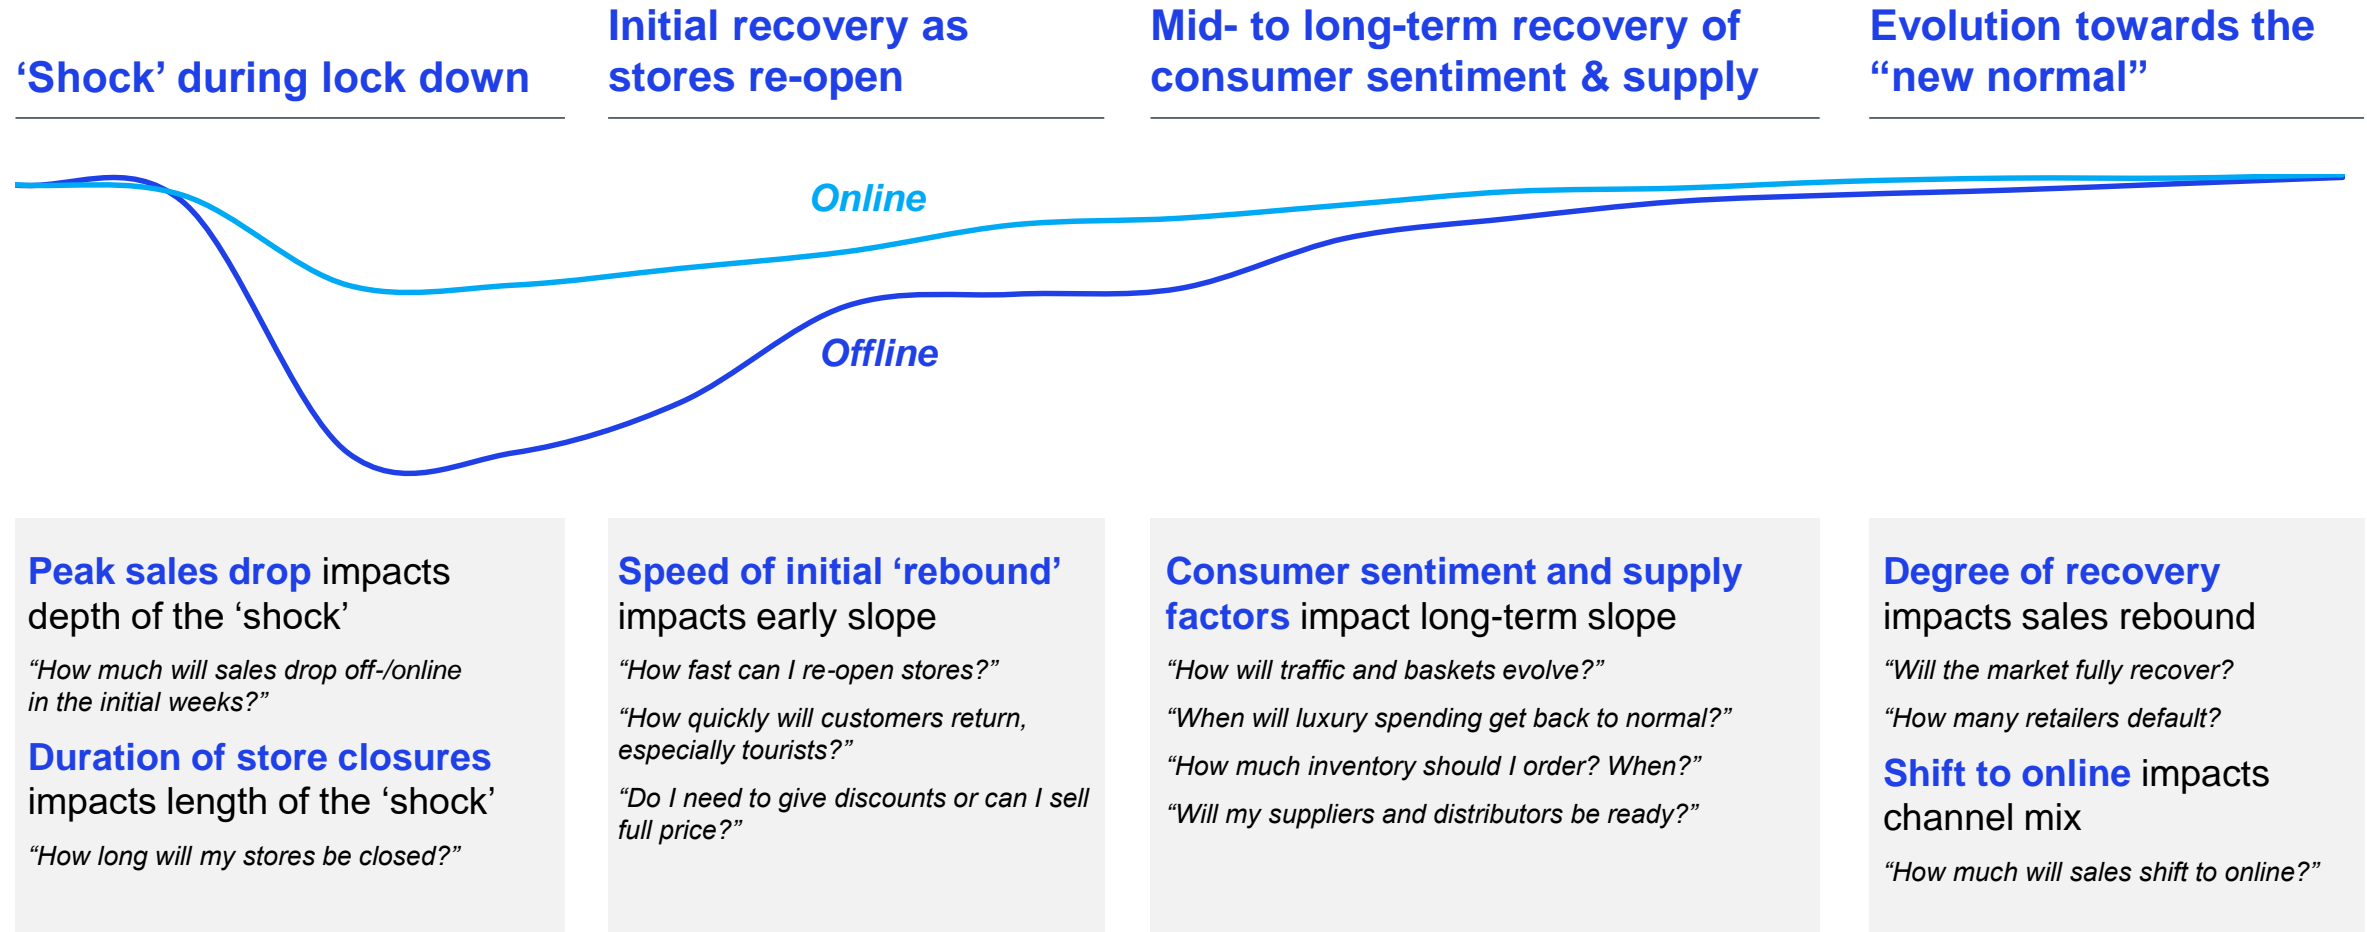 ‘Shock’ during lock down
Initial recovery as
stores re-open
Mid- to long-term recovery of
consumer sentiment & supply
Evolution towards the
“new normal”
Online
Offline
Peak sales drop impacts
depth of the ‘shock’
“How much will sales drop off-/online
in the initial weeks?”
Duration of store closures
impacts length of the ‘shock’
“How long will my stores be closed?”
Speed of initial ‘rebound’
impacts early slope
“How fast can I re-open stores?”
“How quickly will customers return,
especially tourists?”
“Do I need to give discounts or can I sell
full price?”
Consumer sentiment and supply
factors impact long-term slope
“How will traffic and baskets evolve?”
“When will luxury spending get back to normal?”
“How much inventory should I order? When?”
“Will my suppliers and distributors be ready?”
Degree of recovery
impacts sales rebound
“Will the market fully recover?
“How many retailers default?
Shift to online impacts
channel mix
“How much will sales shift to online?”